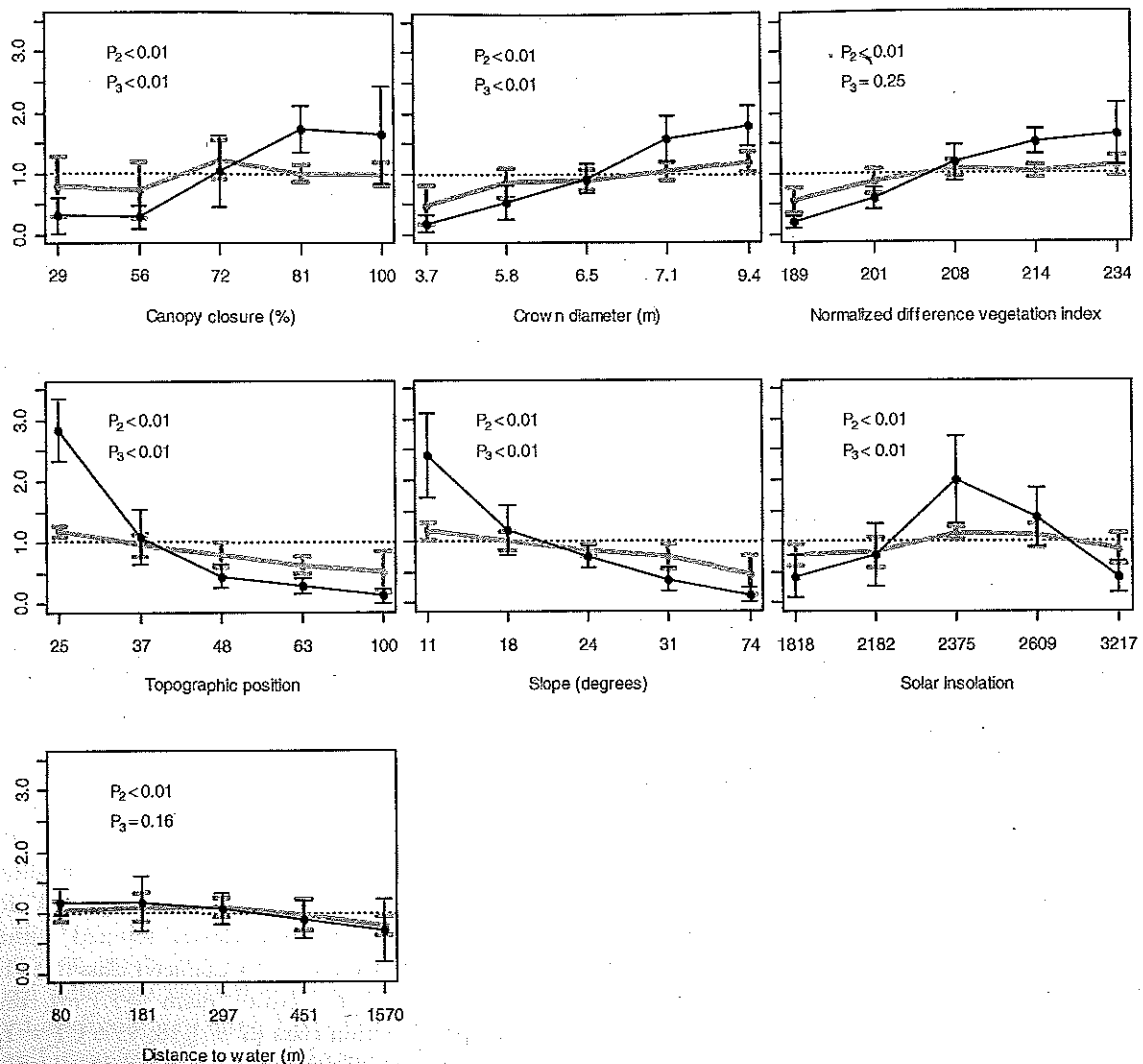 3.0
2.0
1.0
0.0
P2<0.01
P3<0.01
29 56 72 81 100
Canopy closure (%)
P2<0.01
P3<0.01
3.7 5.8 6.5 7.1 9.4
Crown diameter (m)
P2<0.01
P3=0.25
189 201 208 214 234
Normalized difference vegetation index
3.0
2.0
1.0
0.0
P2<0.01
P3<0.01
25 37 48 63 100
Topographic position
P2<0.01
P3<0.01
11 18 24 31 74
Slope (degrees)
P2<0.01
P3<0.01
1818 2182 2375 2609 3217
Solar insolation
3.0
2.0
1.0
0.0
P2<0.01
P3=0.16
80 181 297 451 1570
Distance to water (m)